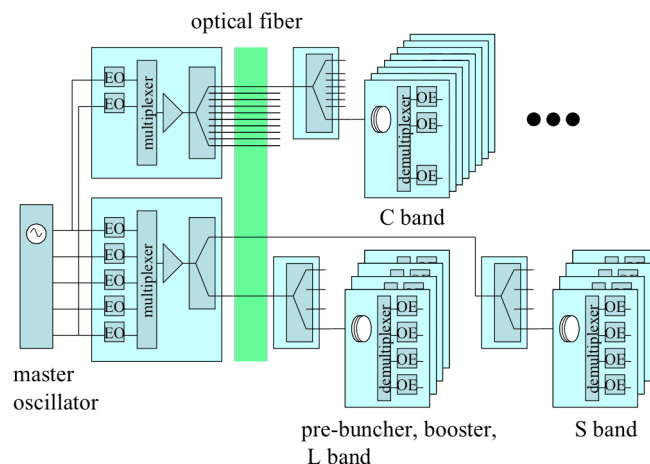 optical fiber
EO
EO
multiplexer
demultiplexer
OE
OE
OE
C band
EO
EO
EO
EO
EO
multiplexer
demultiplexer
OE
OE
OE
OE
demultiplexer
OE
OE
OE
OE
master
oscillator
pre-buncher, booster,
L band
S band